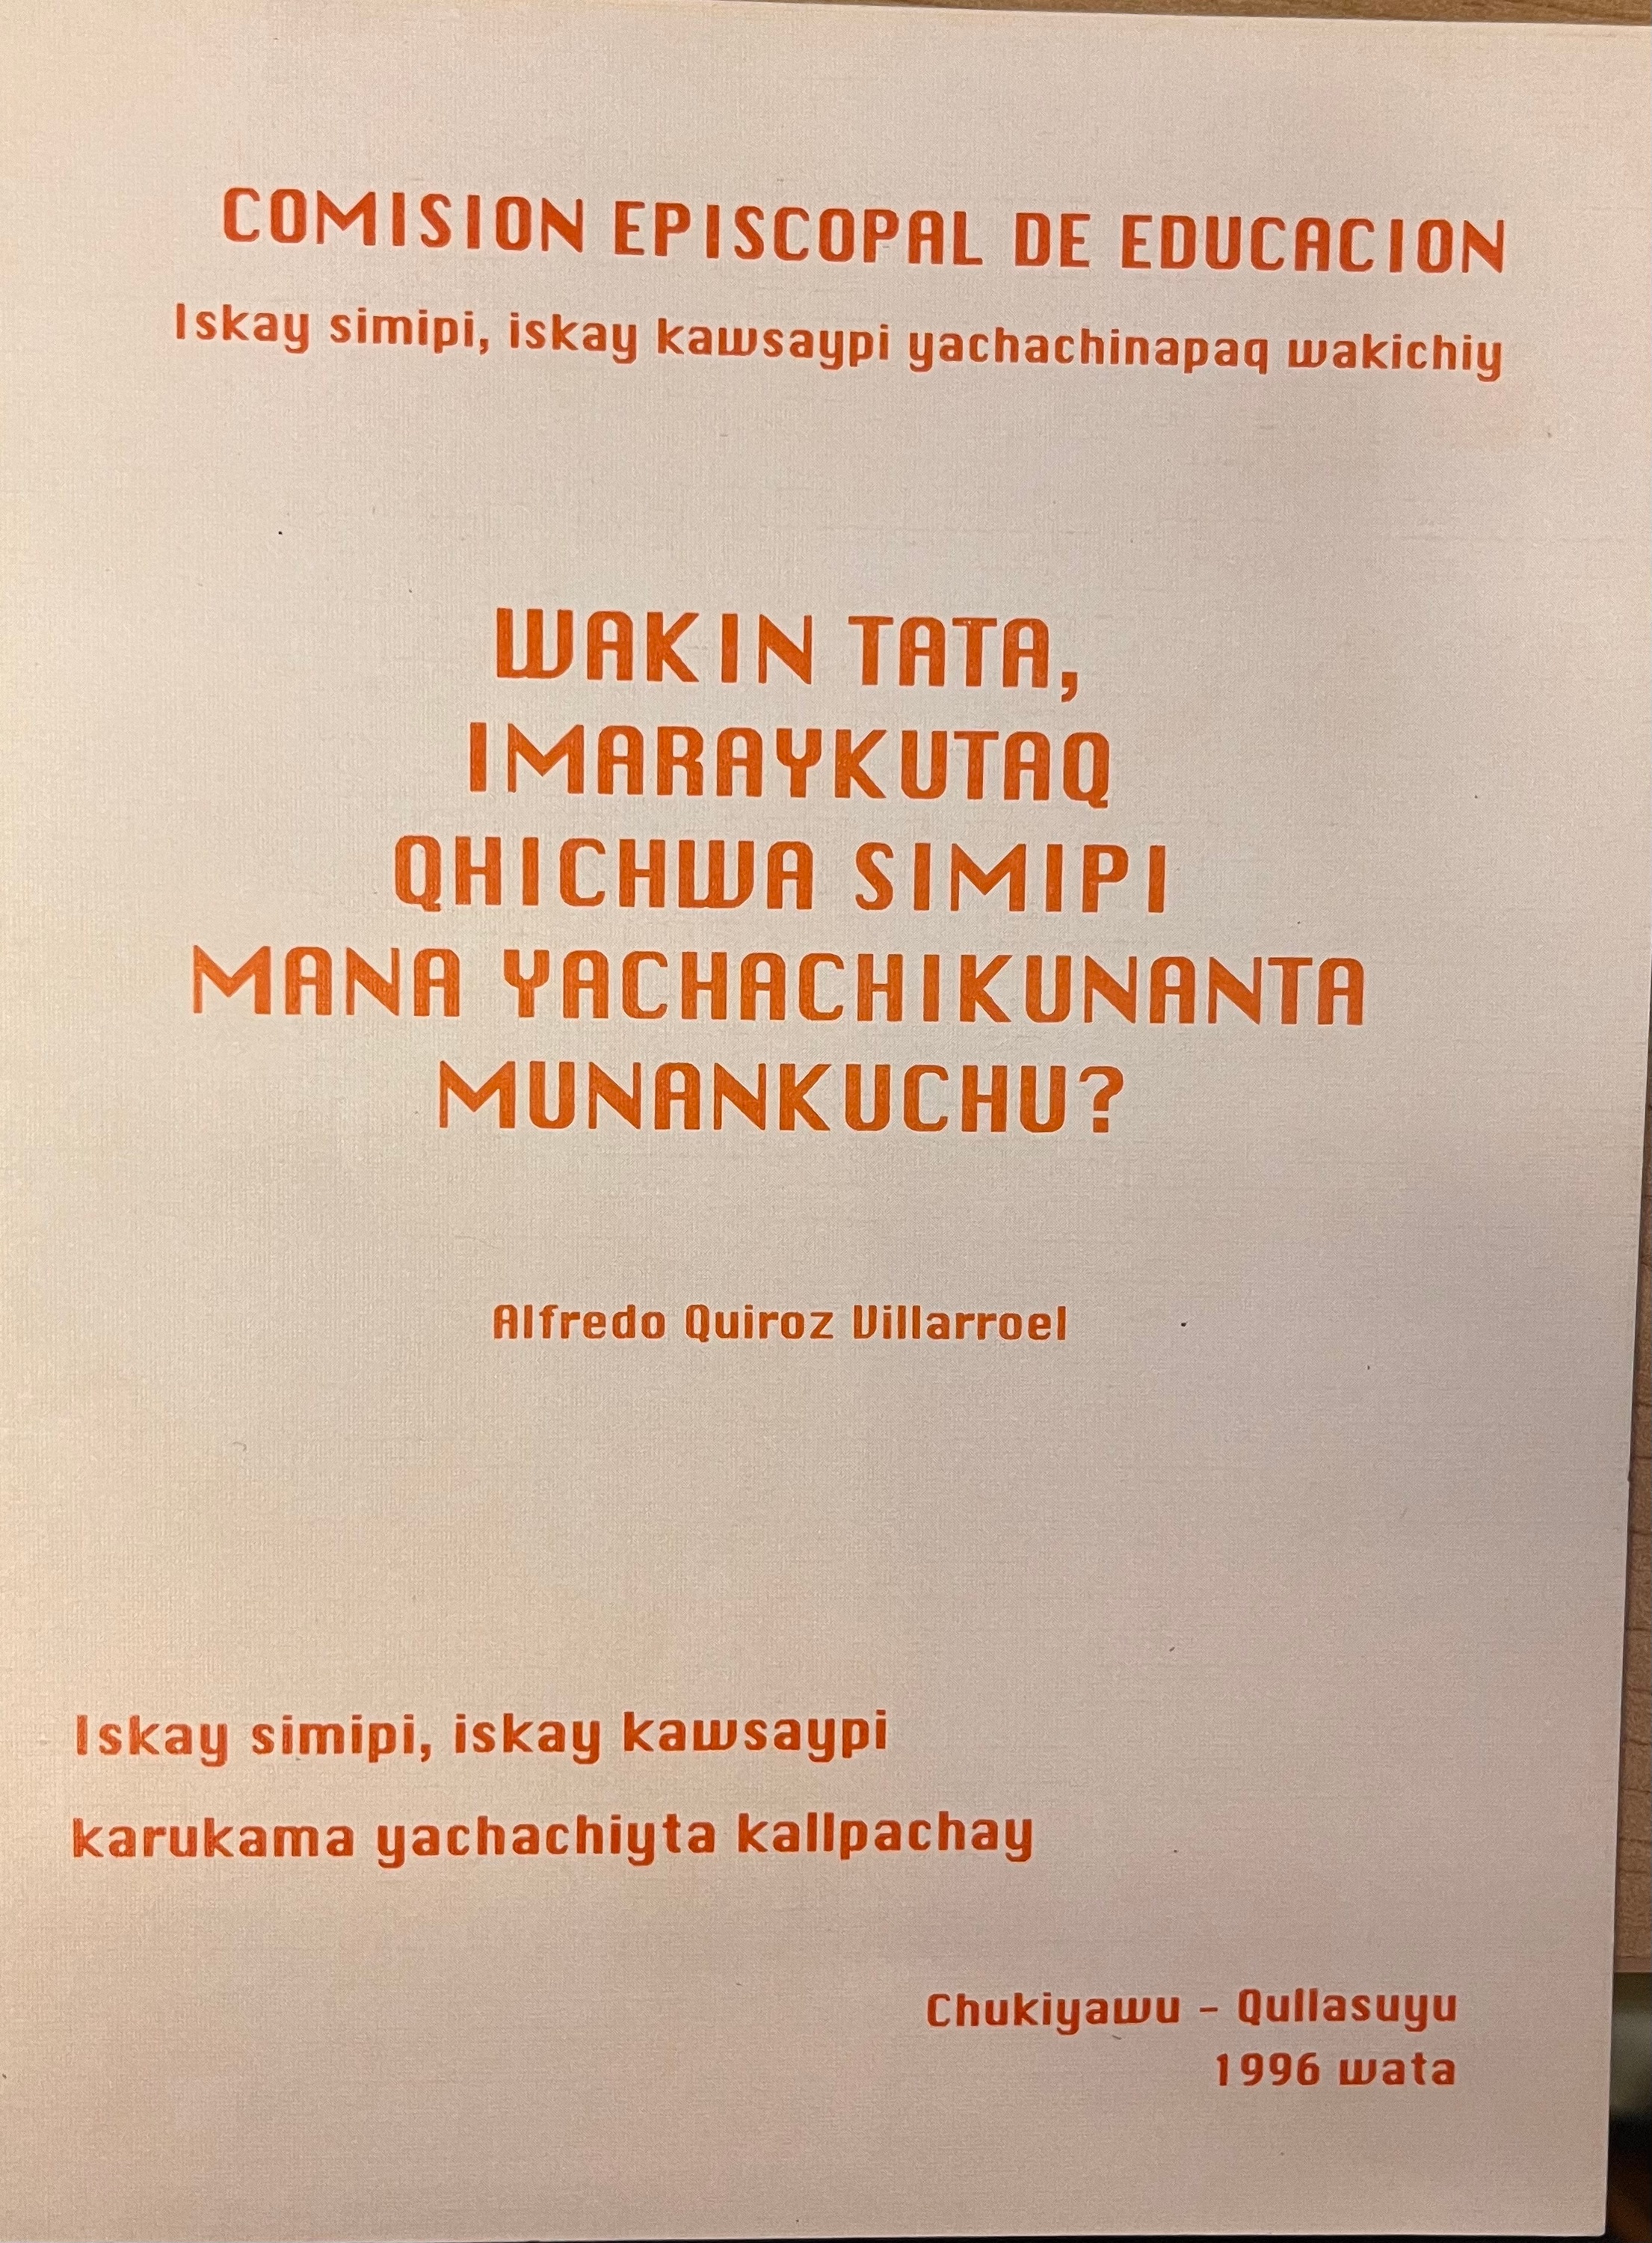 COMISION EPISCOPAL DE EDUCACION
Iskay simipi, iskay kawsaypi yachachinapaq wakichiy
WAKIN TATA,
IMARAYKUTAQ
QHICHWA SIMIPI
MANA YACHACHIKUNANTA
MUNANKUCHU?
Alfredo Quiroz Villarroel
Iskay simipi, iskay kawsaypi
karukama yachachiyta kallpachay
Chukiyawu - Qullasuyu
1996 wata